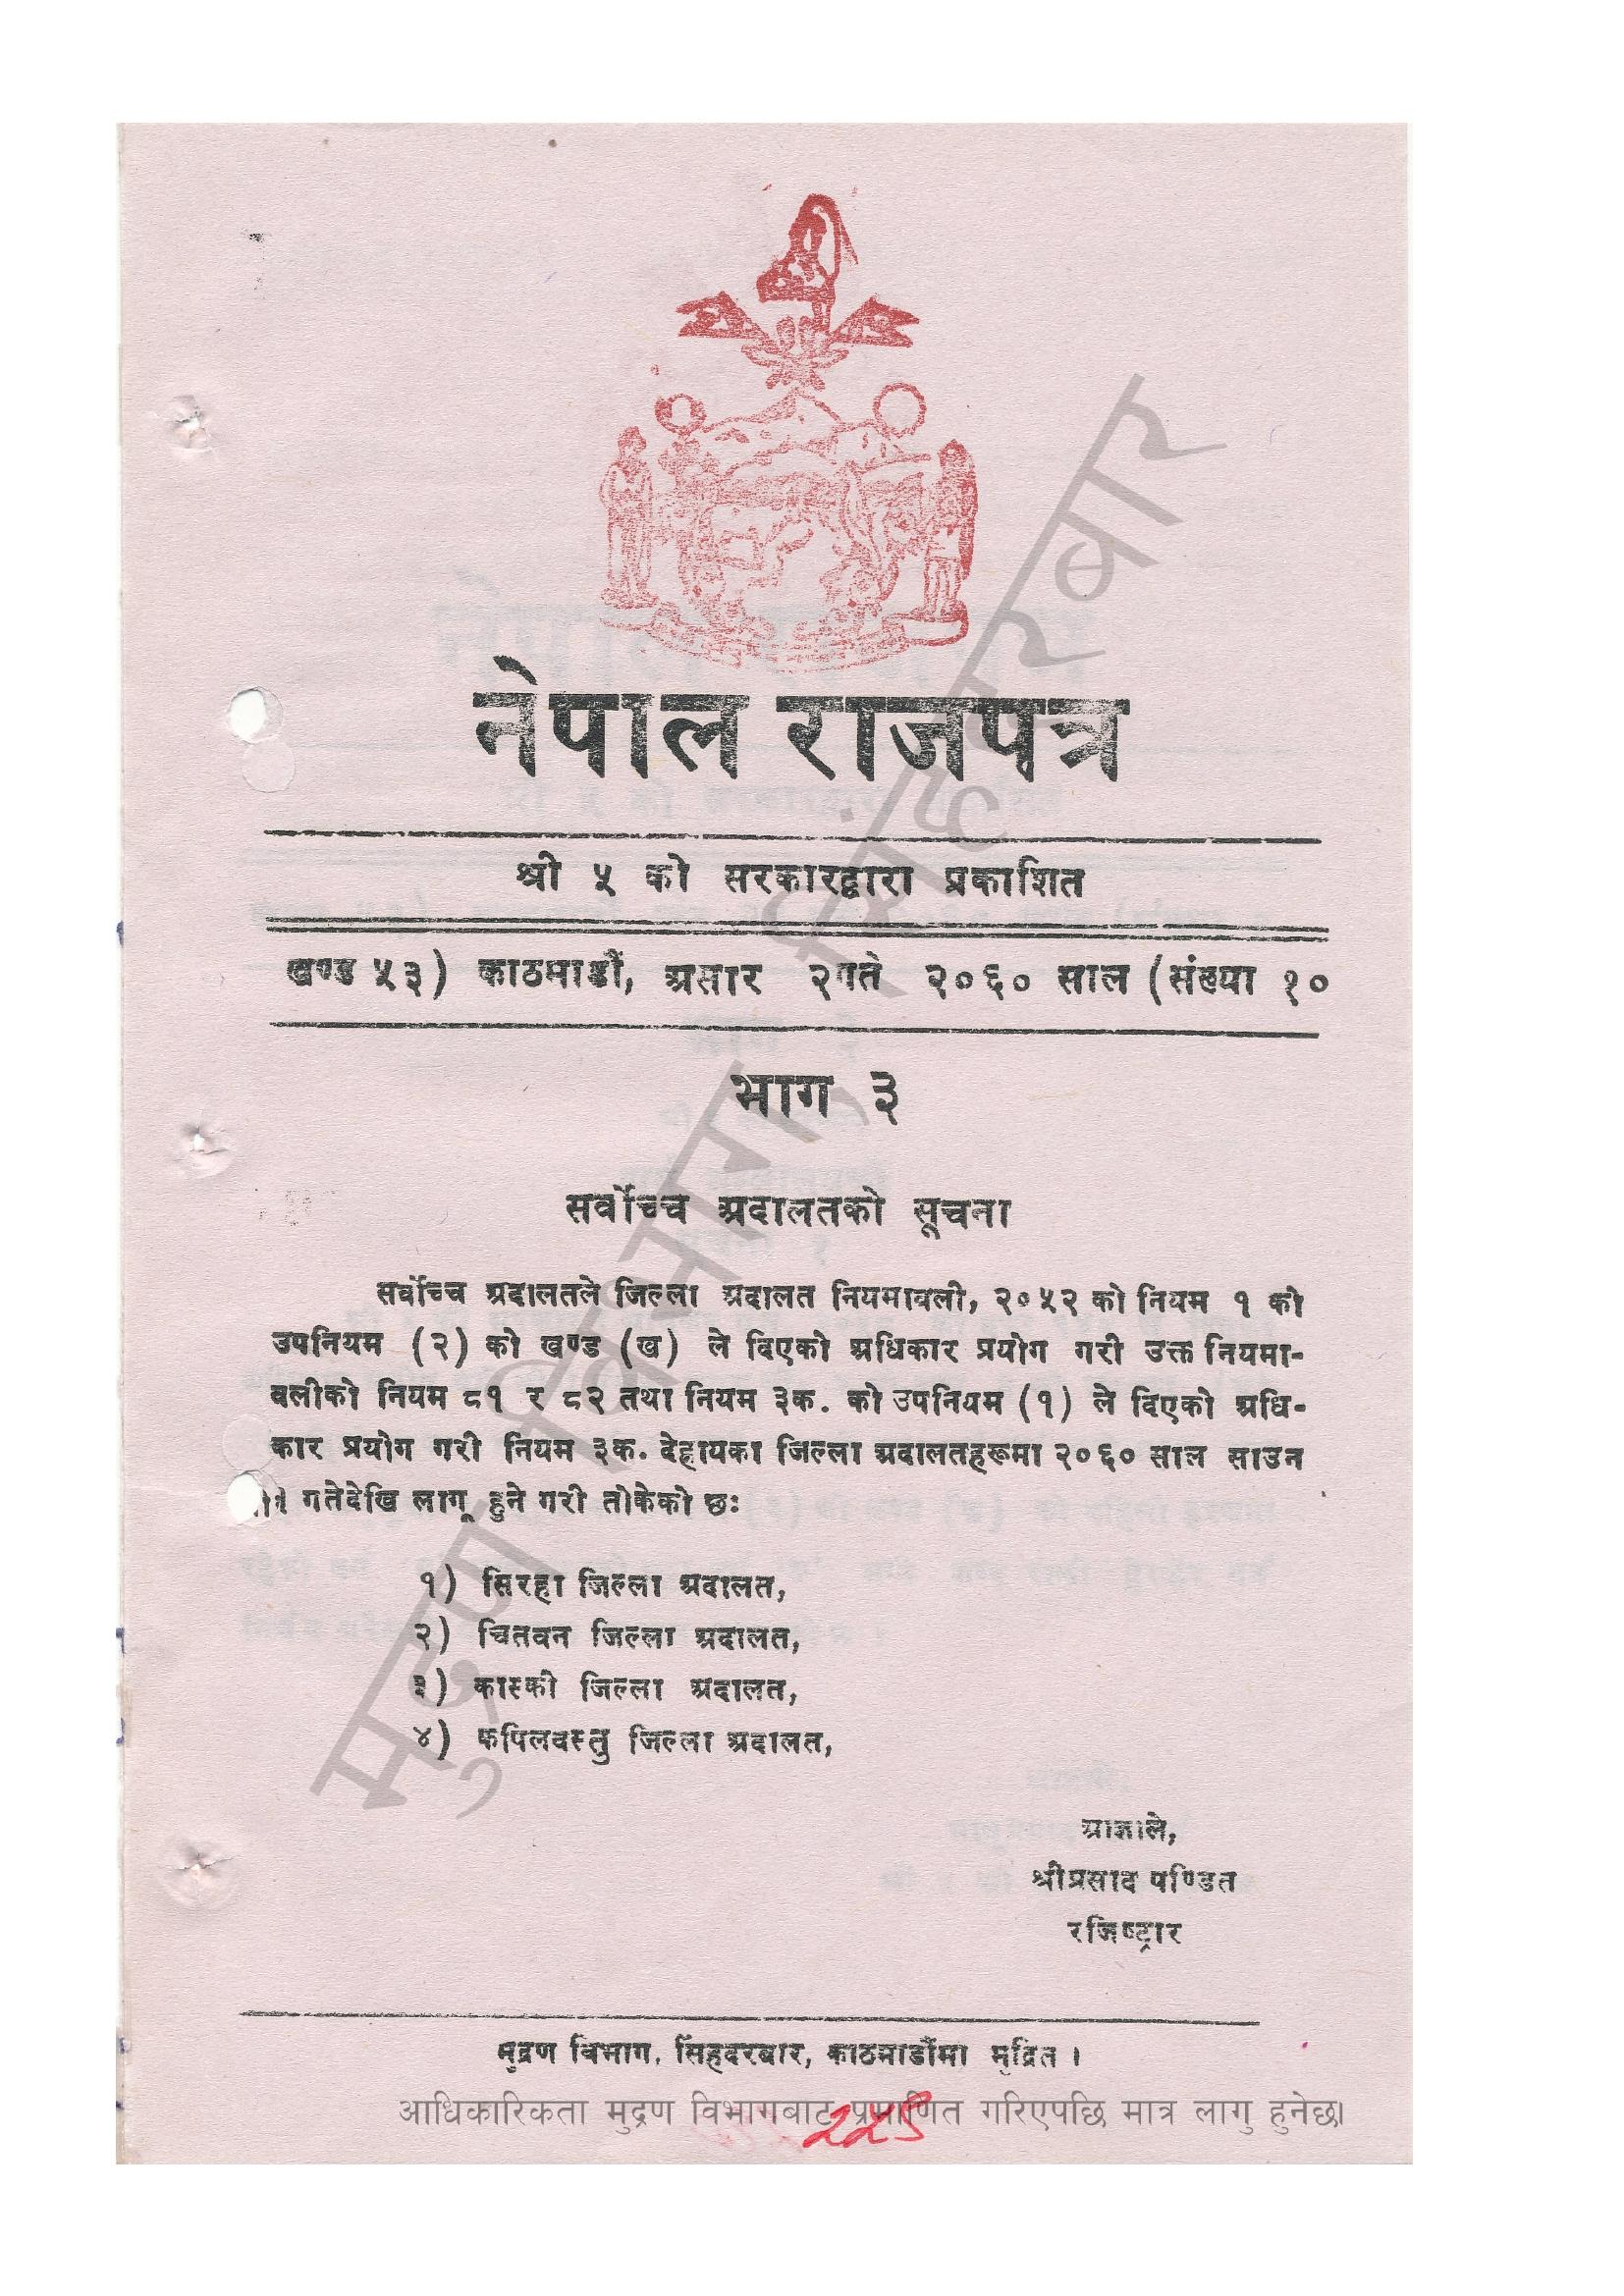 नेपाल राजपत्र
श्री ५ को सरकारद्वारा प्रकाशित
खण्ड ५३) काठमाडौं, असार २गते २०६० साल (संख्या १०
भाग ३
सर्वोच्च अदालतको सूचना
सर्वोच्च अदालतले जिल्ला अदालत नियमावली, २०५२ को नियम १ को
उपनियम (२) को खण्ड (ख) ले दिएको अधिकार प्रयोग गरी उक्त नियमा-
वलीको नियम ८१ र ८२ तथा नियम ३क. को उपनियम (१) ले दिएको अधि-
कार प्रयोग गरी नियम ३क. देहायका जिल्ला अदालतहरूमा २०६० साल साउन
गतेदेखि लागू हुने गरी तोकेको छः
१) सिरहा जिल्ला अदालत,
२) चितवन जिल्ला अदालत,
३) कास्की जिल्ला अदालत,
४) कपिलवस्तु जिल्ला अदालत,
आज्ञाले,
श्रीप्रसाद पण्डित
रजिष्ट्रार
मुद्रण विभाग, सिंहदरबार, काठमाडौंमा मुद्रित ।
आधिकारिकता मुद्रण विभागबाट प्रमाणित गरिएपछि मात्र लागु हुनेछ।
मुद्रण विभाग, सिंहदरबार